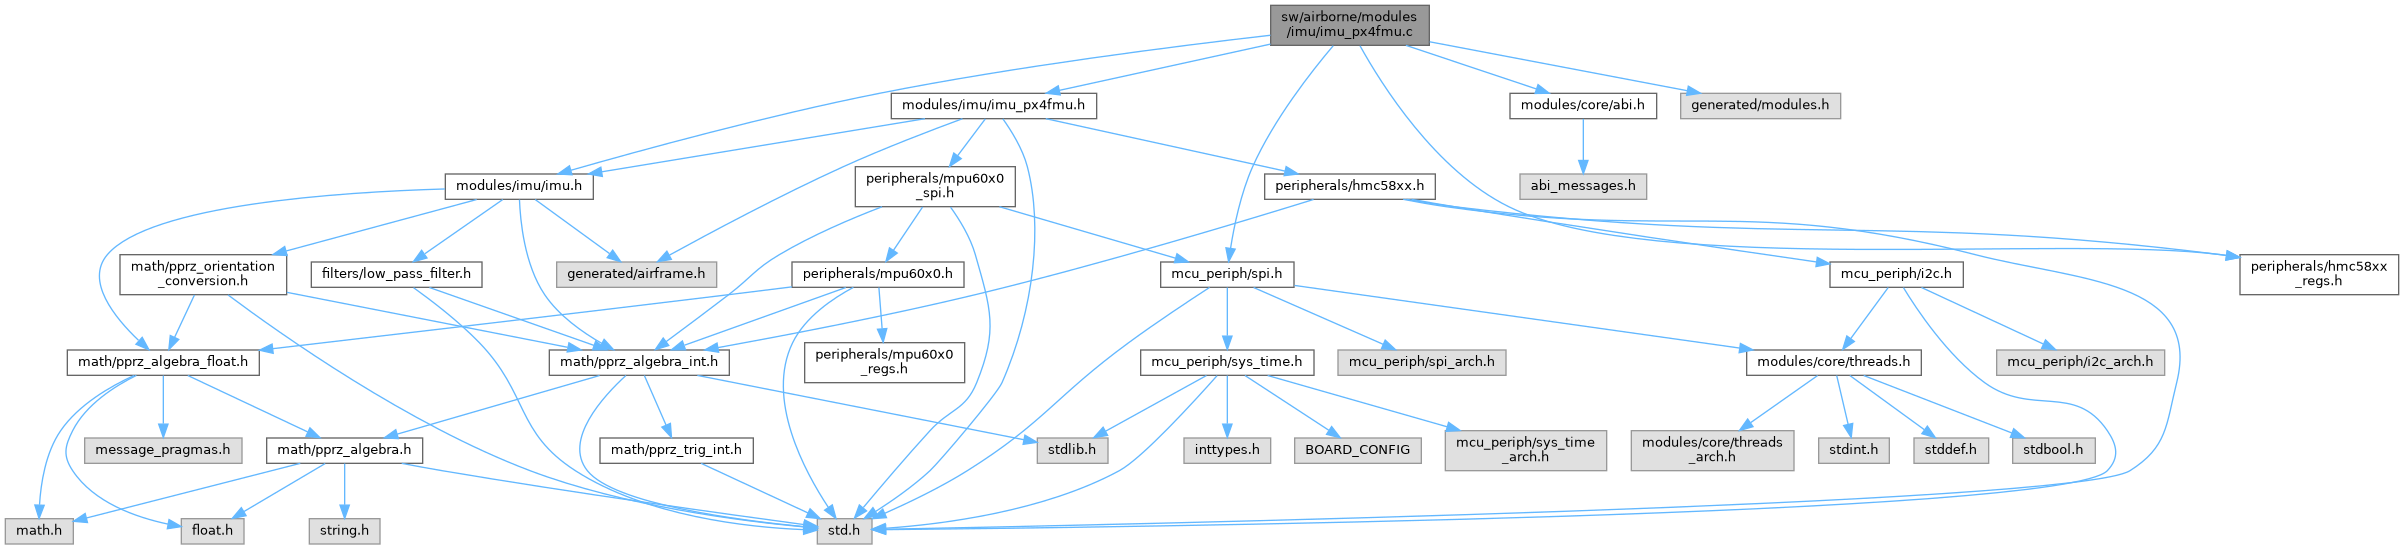 sw/airborne/modules
/imu/imu_px4fmu.c
modules/imu/imu_px4fmu.h
modules/core/abi.h
generated/modules.h
modules/imu/imu.h
peripherals/mpu60x0
_spi.h
peripherals/hmc58xx.h
abi_messages.h
math/pprz_orientation
_conversion.h
filters/low_pass_filter.h
generated/airframe.h
peripherals/mpu60x0.h
mcu_periph/spi.h
mcu_periph/i2c.h
peripherals/hmc58xx
_regs.h
math/pprz_algebra_float.h
math/pprz_algebra_int.h
peripherals/mpu60x0
_regs.h
mcu_periph/sys_time.h
mcu_periph/spi_arch.h
modules/core/threads.h
mcu_periph/i2c_arch.h
message_pragmas.h
math/pprz_algebra.h
math/pprz_trig_int.h
stdlib.h
inttypes.h
BOARD_CONFIG
mcu_periph/sys_time
_arch.h
modules/core/threads
_arch.h
stdint.h
stddef.h
stdbool.h
math.h
float.h
string.h
std.h